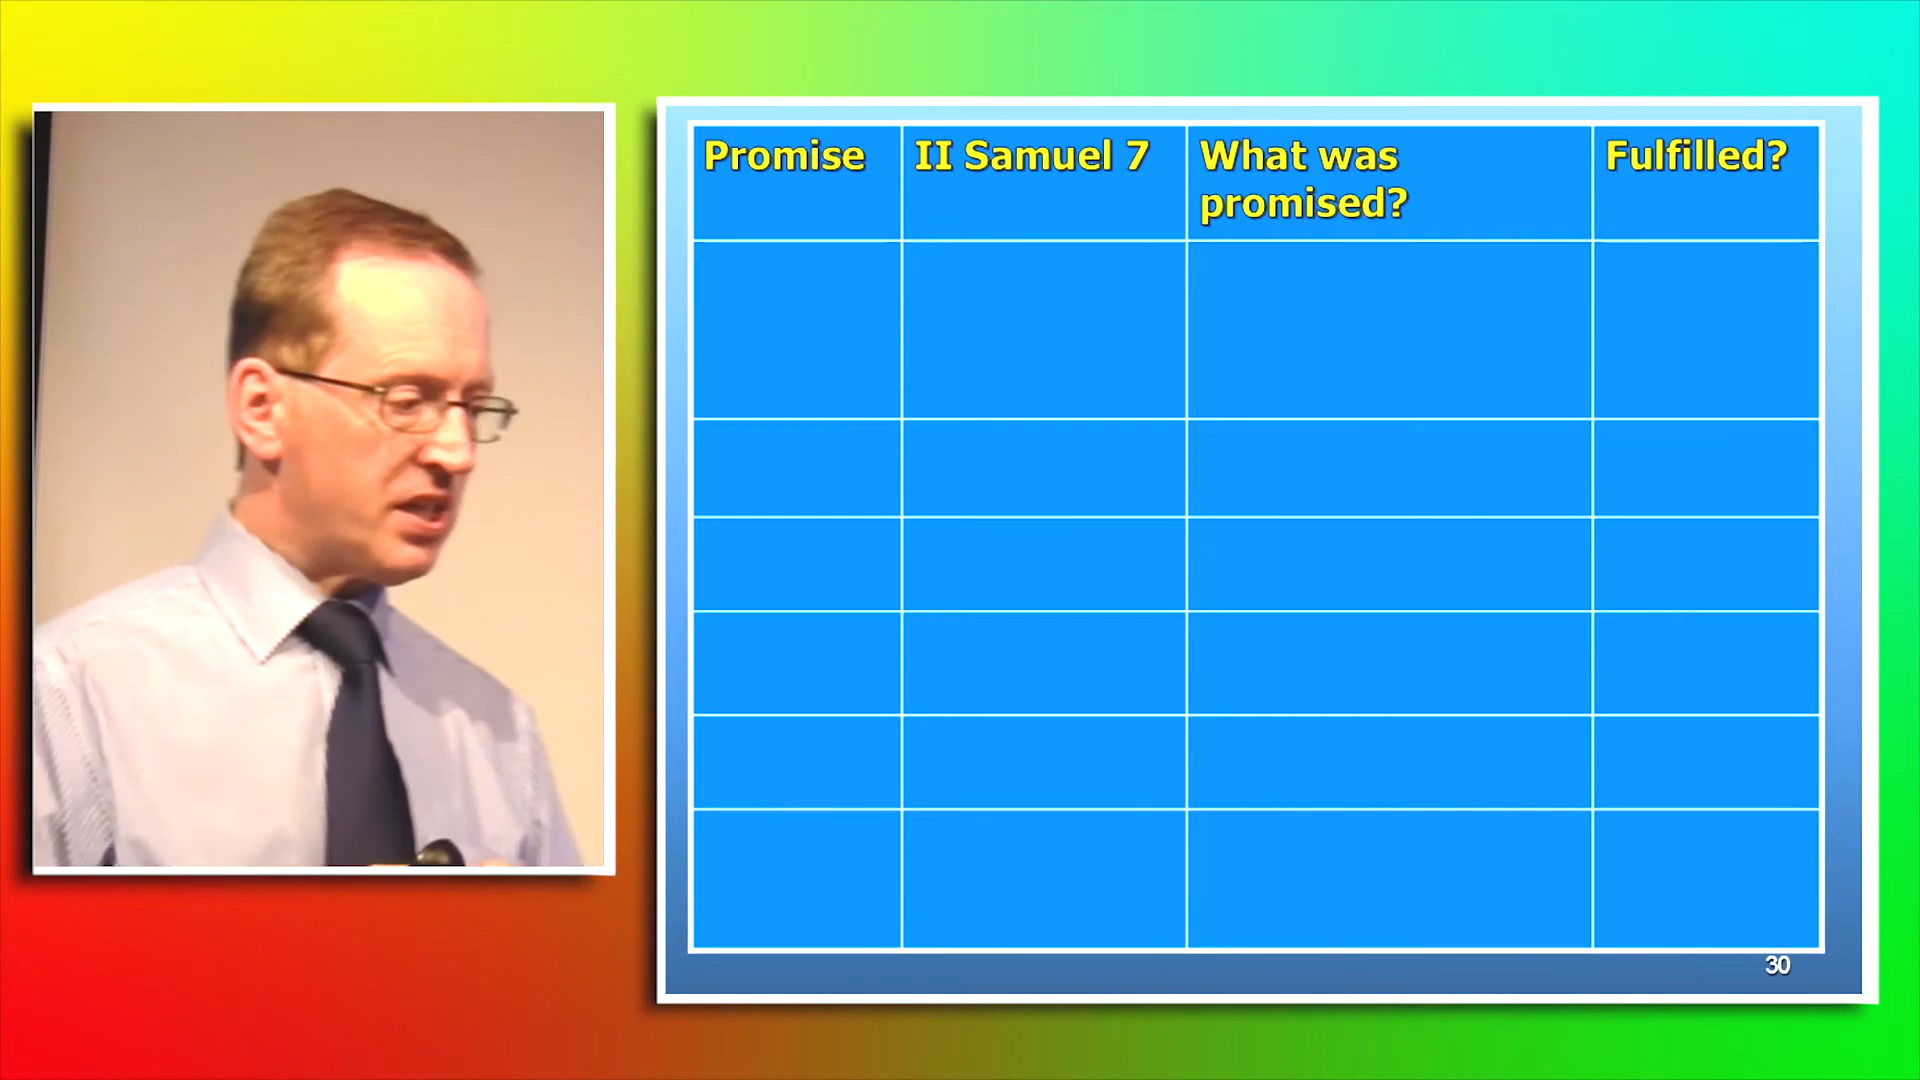 Promise
II Samuel 7
What was
promised?
Fulfilled?
30